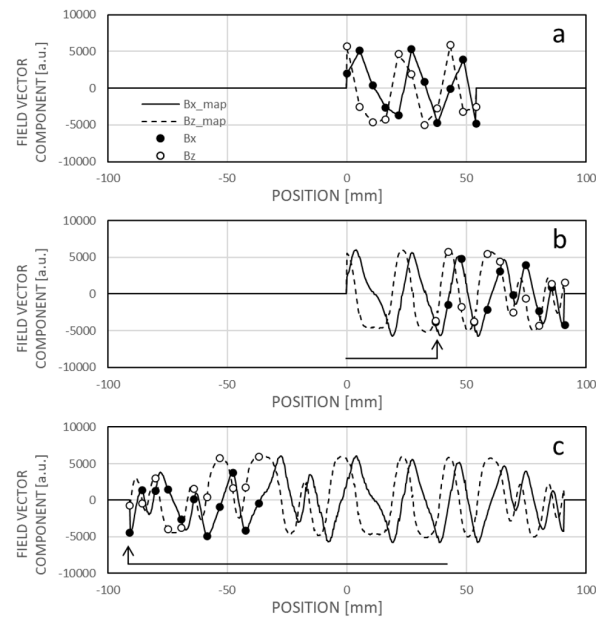 a
10000
5000
0
-5000
-10000
FIELD VECTOR
COMPONENT [a.u.]
Bx_map
Bz_map
Bx
Bz
-100
-50
0
50
100
POSITION [mm]
b
10000
5000
0
-5000
-10000
FIELD VECTOR
COMPONENT [a.u.]
-100
-50
0
50
100
POSITION [mm]
c
10000
5000
0
-5000
-10000
FIELD VECTOR
COMPONENT [a.u.]
-100
-50
0
50
100
POSITION [mm]